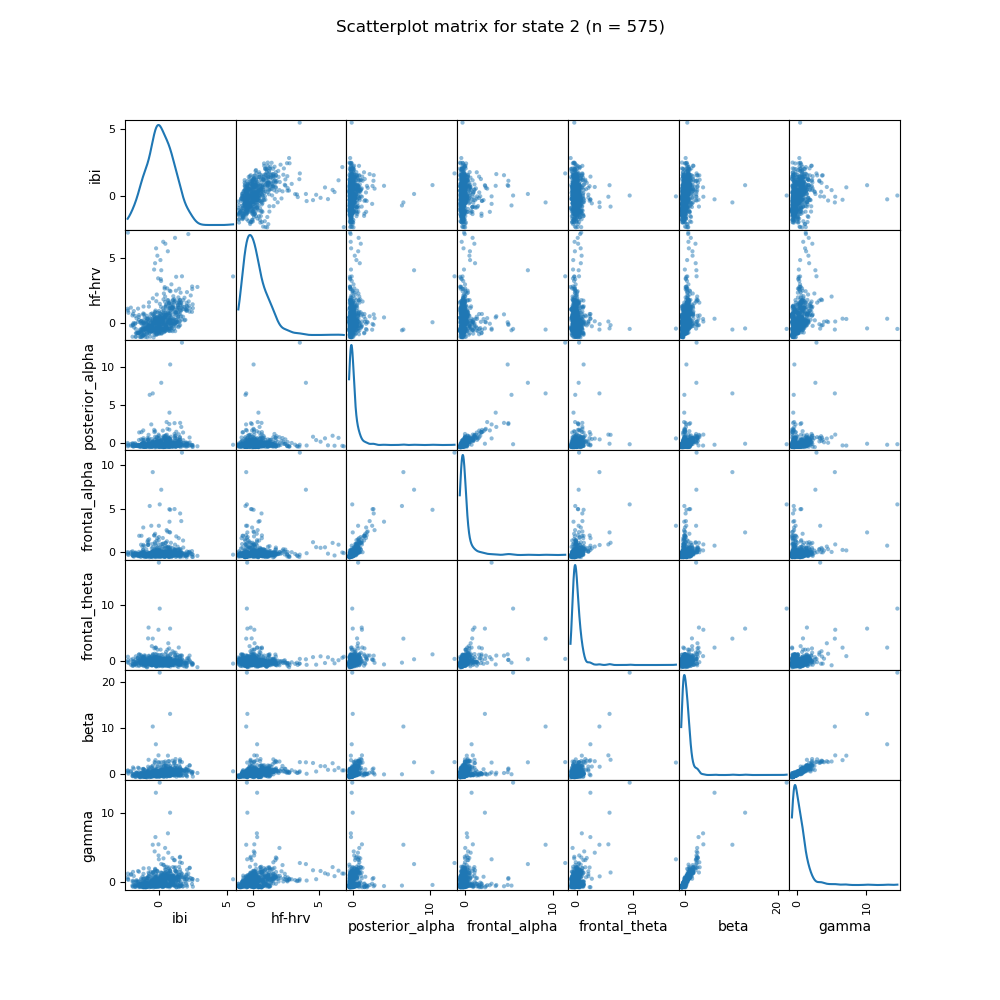 Scatterplot matrix for state 2 (n = 575)
ibi
5
0
hf-hrv
5
0
posterior_alpha
10
5
0
frontal_alpha
10
5
0
frontal_theta
10
0
beta
20
10
0
gamma
10
0
0 5 0 5 0 10 0 10 0 10 0 20 0 10
ibi hf-hrv posterior_alpha frontal_alpha frontal_theta beta gamma